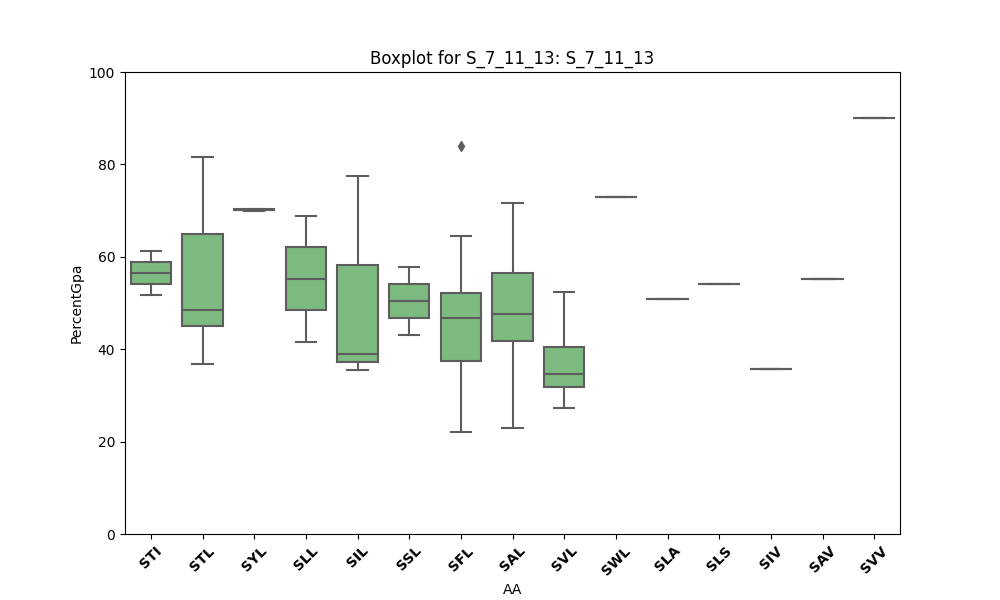 Boxplot for S_7_11_13: S_7_11_13
100
80
60
40
20
0
PercentGpa
STI STL SYL SLL SIL SSL SFL SAL SVL SWL SLA SLS SIV SAV SVV
AA